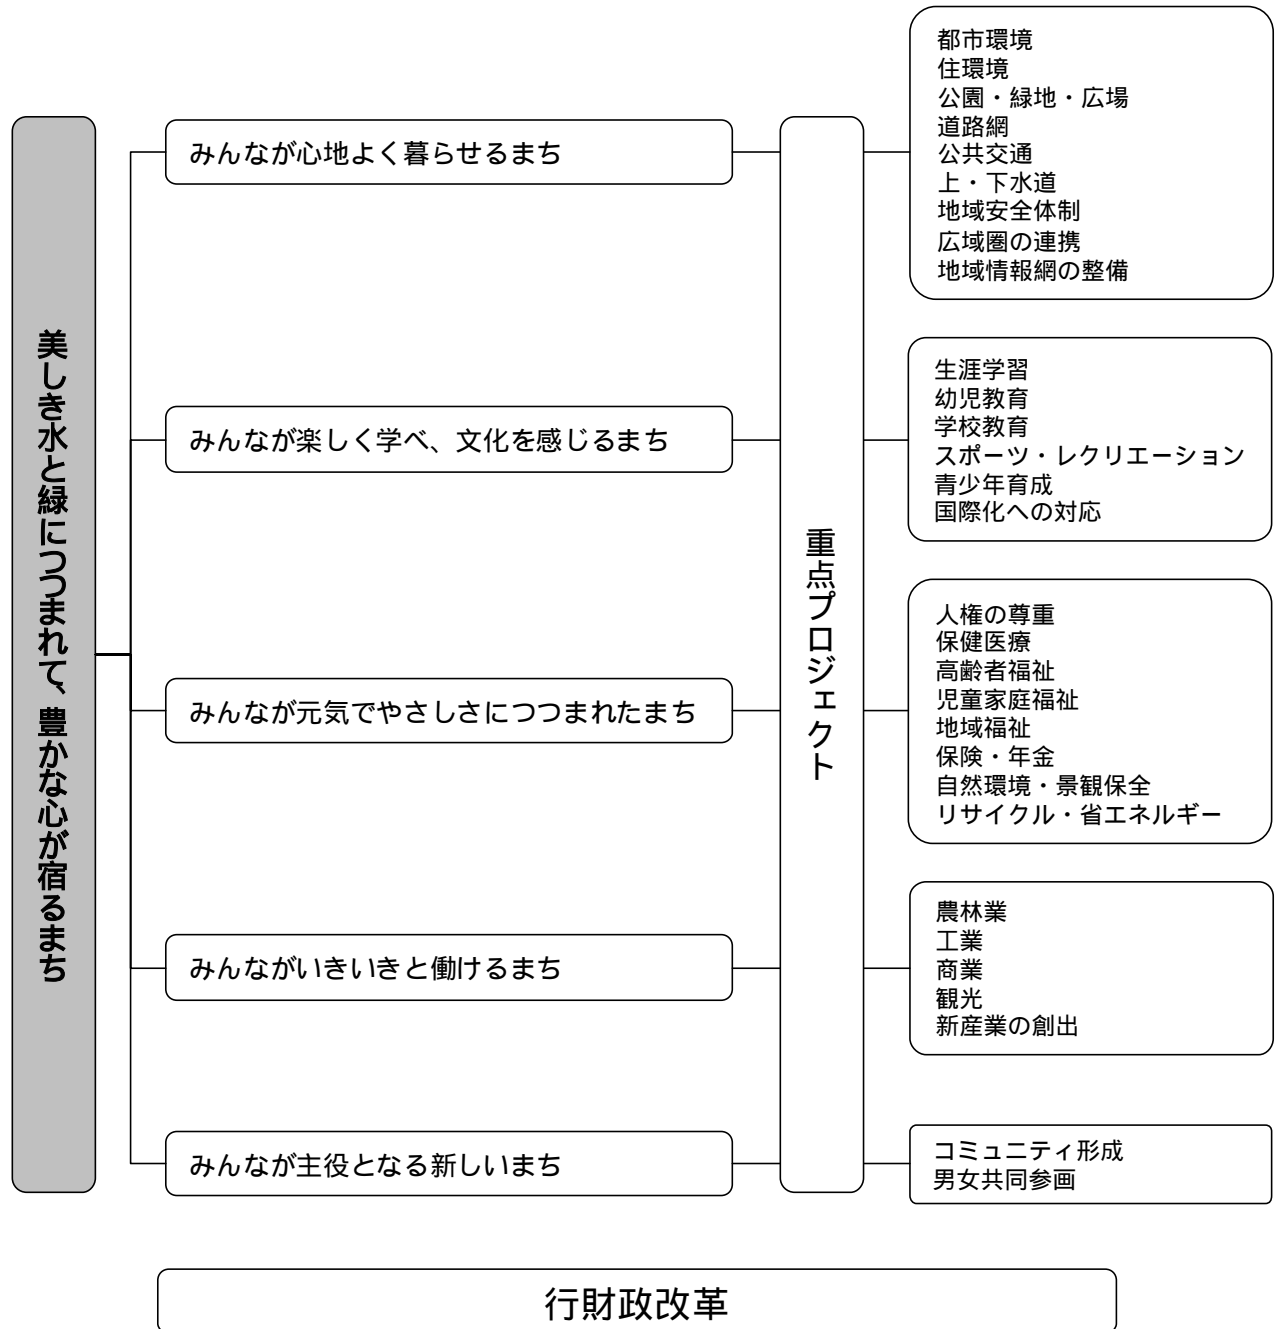 美しき水と緑につつまれて、豊かな心が宿るまち
みんなが心地よく暮らせるまち
みんなが楽しく学べ、文化を感じるまち
みんなが元気でやさしさにつつまれたまち
みんながいきいきと働けるまち
みんなが主役となる新しいまち
重点プロジェクト
都市環境
住環境
公園・緑地・広場
道路網
公共交通
上・下水道
地域安全体制
広域圏の連携
地域情報網の整備
生涯学習
幼児教育
学校教育
スポーツ・レクリエーション
青少年育成
国際化への対応
人権の尊重
保健医療
高齢者福祉
児童家庭福祉
地域福祉
保険・年金
自然環境・景観保全
リサイクル・省エネルギー
農林業
工業
商業
観光
新産業の創出
コミュニティ形成
男女共同参画
行財政改革